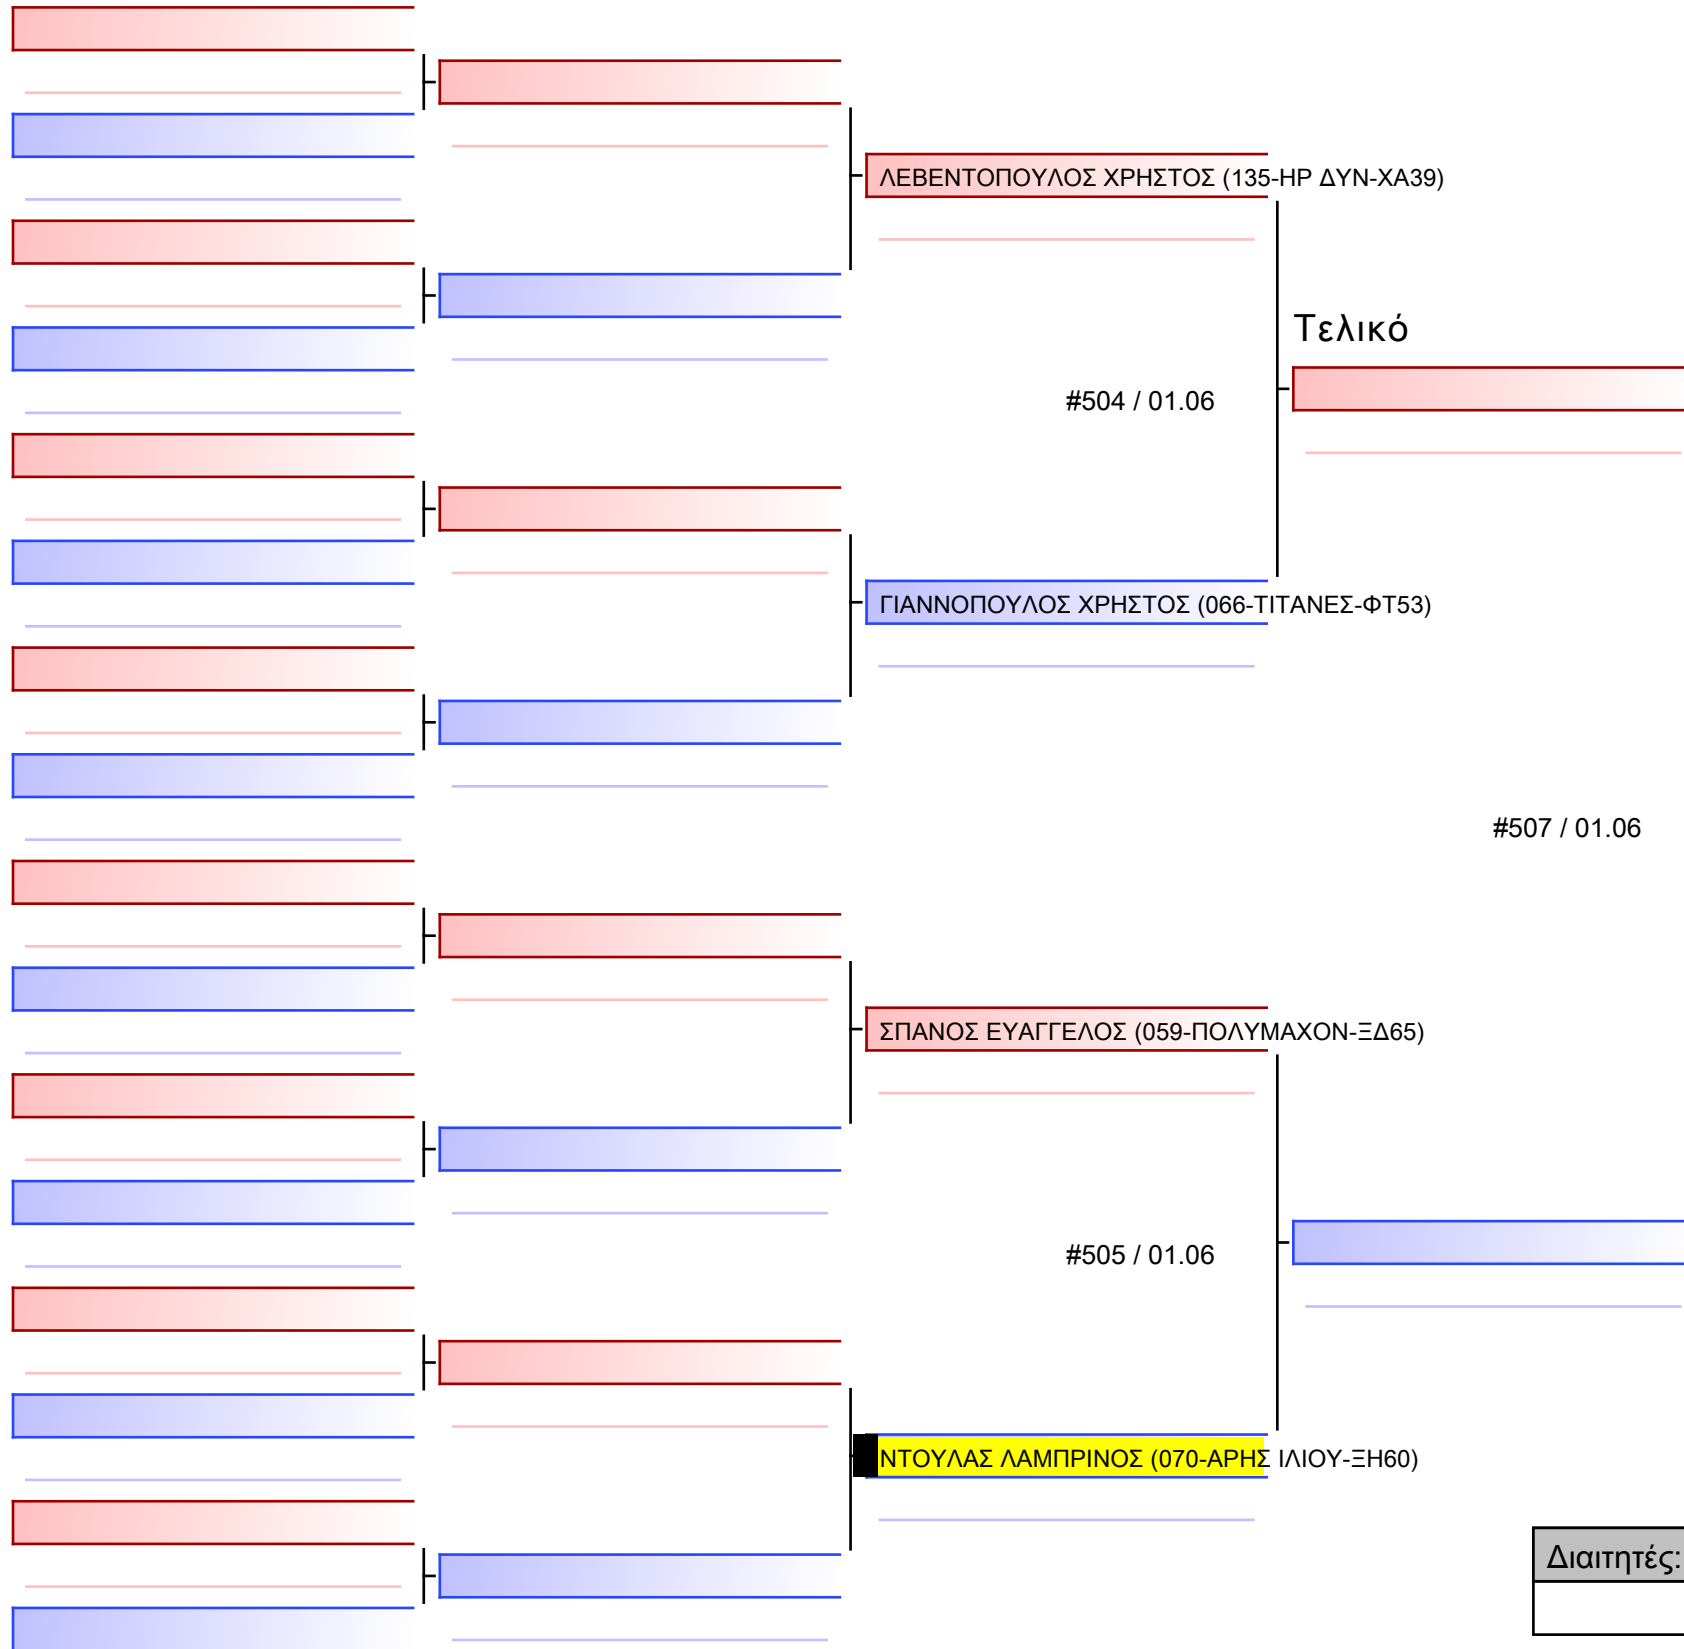 ΛΕΒΕΝΤΟΠΟΥΛΟΣ ΧΡΗΣΤΟΣ (135-ΗΡ ΔΥΝ-ΧΑ39)
Τελικό
#504 / 01.06
ΓΙΑΝΝΟΠΟΥΛΟΣ ΧΡΗΣΤΟΣ (066-ΤΙΤΑΝΕΣ-ΦΤ53)
#507 / 01.06
ΣΠΑΝΟΣ ΕΥΑΓΓΕΛΟΣ (059-ΠΟΛΥΜΑΧΟΝ-ΞΔ65)
#505 / 01.06
ΝΤΟΥΛΑΣ ΛΑΜΠΡΙΝΟΣ (070-ΑΡΗΣ ΙΛΙΟΥ-ΞΗ60)
Διαιτητές: